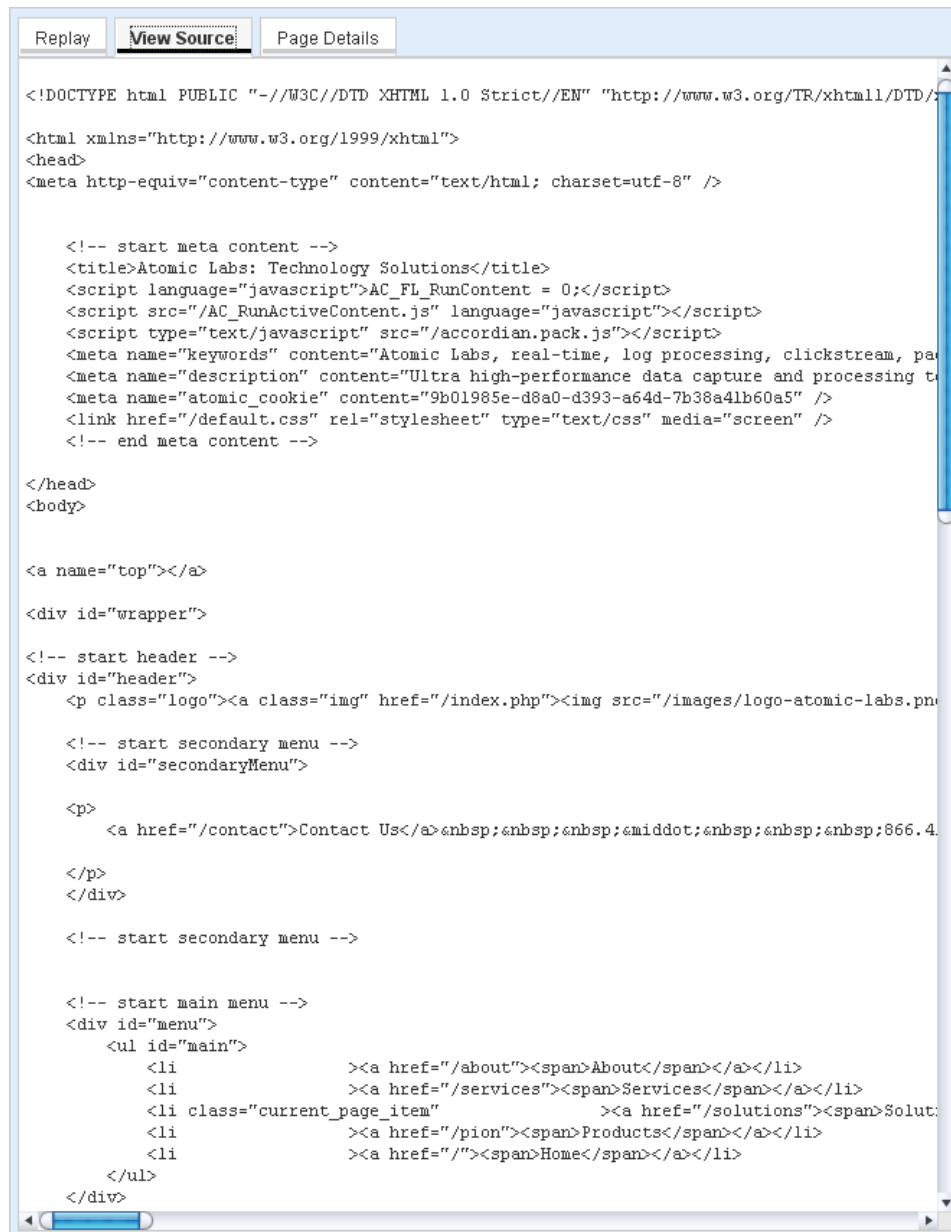 Replay View Source Page Details
<!DOCTYPE html PUBLIC "-//W3C//DTD XHTML 1.0 Strict//EN" "http://www.w3.org/TR/xhtml1/DTD/
<html xmlns="http://www.w3.org/1999/xhtml">
<head>
<meta http-equiv="content-type" content="text/html; charset=utf-8" />
<!-- start meta content -->
<title>Atomic Labs: Technology Solutions</title>
<script language="javascript">AC_FL_RunContent = 0;</script>
<script src="/AC_RunActiveContent.js" language="javascript"></script>
<script type="text/javascript" src="/accordian.pack.js"></script>
<meta name="keywords" content="Atomic Labs, real-time, log processing, clickstream, pa
<meta name="description" content="Ultra high-performance data capture and processing t
<meta name="atomic_cookie" content="9b01985e-d8a0-d393-a64d-7b38a41b60a5" />
<link href="/default.css" rel="stylesheet" type="text/css" media="screen" />
<!-- end meta content -->
</head>
<body>
<a name="top"></a>
<div id="wrapper">
<!-- start header -->
<div id="header">
<p class="logo"><a class="img" href="/index.php"><img src="/images/logo-atomic-labs.pn
<!-- start secondary menu -->
<div id="secondaryMenu">
<p>
<a href="/contact">Contact Us</a>&nbsp;&nbsp;&nbsp;&middot;&nbsp;&nbsp;&nbsp;866.4
</p>
</div>
<!-- start secondary menu -->
<!-- start main menu -->
<div id="menu">
<ul id="main">
<li ><a href="/about"><span>About</span></a></li>
<li ><a href="/services"><span>Services</span></a></li>
<li class="current_page_item" ><a href="/solutions"><span>Solut
<li ><a href="/pion"><span>Products</span></a></li>
<li ><a href="/"><span>Home</span></a></li>
</ul>
</div>